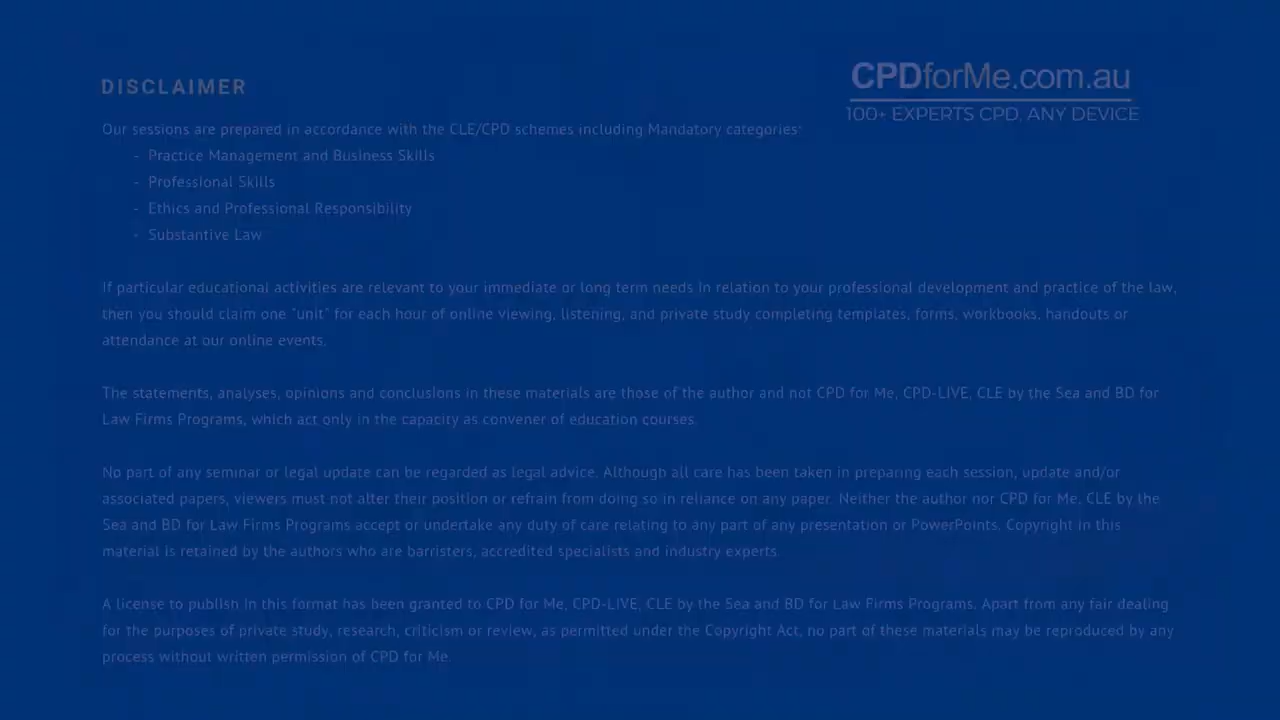 DISCLAIMER
CPDforMe.com.au
100+ EXPERTS CPD, ANY DEVICE
Our sessions are prepared in accordance with the CLE/CPD schemes including Mandatory categories:
- Practice Management and Business Skills
- Professional Skills
- Ethics and Professional Responsibility
- Substantive Law
If particular educational activities are relevant to your immediate or long term needs in relation to your professional development and practice of the law,
then you should claim one "unit" for each hour of online viewing, listening, and private study completing templates, forms, workbooks, handouts or
attendance at our online events.
The statements, analyses, opinions and conclusions in these materials are those of the author and not CPD for Me, CPD-LIVE, CLE by the Sea and BD for
Law Firms Programs, which act only in the capacity as convener of education courses.
No part of any seminar or legal update can be regarded as legal advice. Although all care has been taken in preparing each session, update and/or
associated papers, viewers must not alter their position or refrain from doing so in reliance on any paper. Neither the author nor CPD for Me, CLE by the
Sea and BD for Law Firms Programs accept or undertake any duty of care relating to any part of any presentation or PowerPoints. Copyright in this
material is retained by the authors who are barristers, accredited specialists and industry experts.
A license to publish in this format has been granted to CPD for Me, CPD-LIVE, CLE by the Sea and BD for Law Firms Programs. Apart from any fair dealing
for the purposes of private study, research, criticism or review, as permitted under the Copyright Act, no part of these materials may be reproduced by any
process without written permission of CPD for Me.